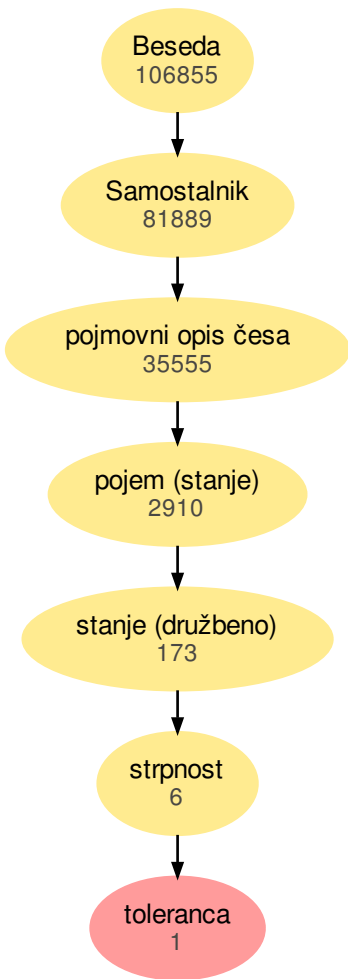 Beseda
106855
Samostalnik
81889
pojmovni opis česa
35555
pojem (stanje)
2910
stanje (družbeno)
173
strpnost
6
toleranca
1